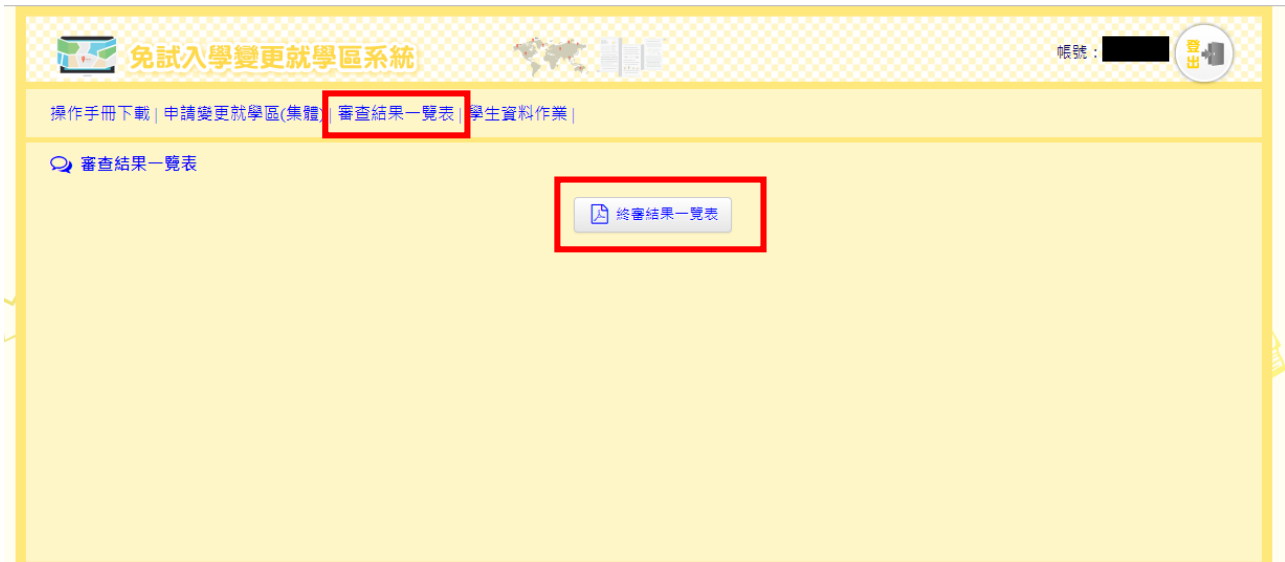 免試入學變更就學區系統
帳號：
登出
操作手冊下載 | 申請變更就學區(集體) | 審查結果一覽表 | 學生資料作業 |
審查結果一覽表
終審結果一覽表